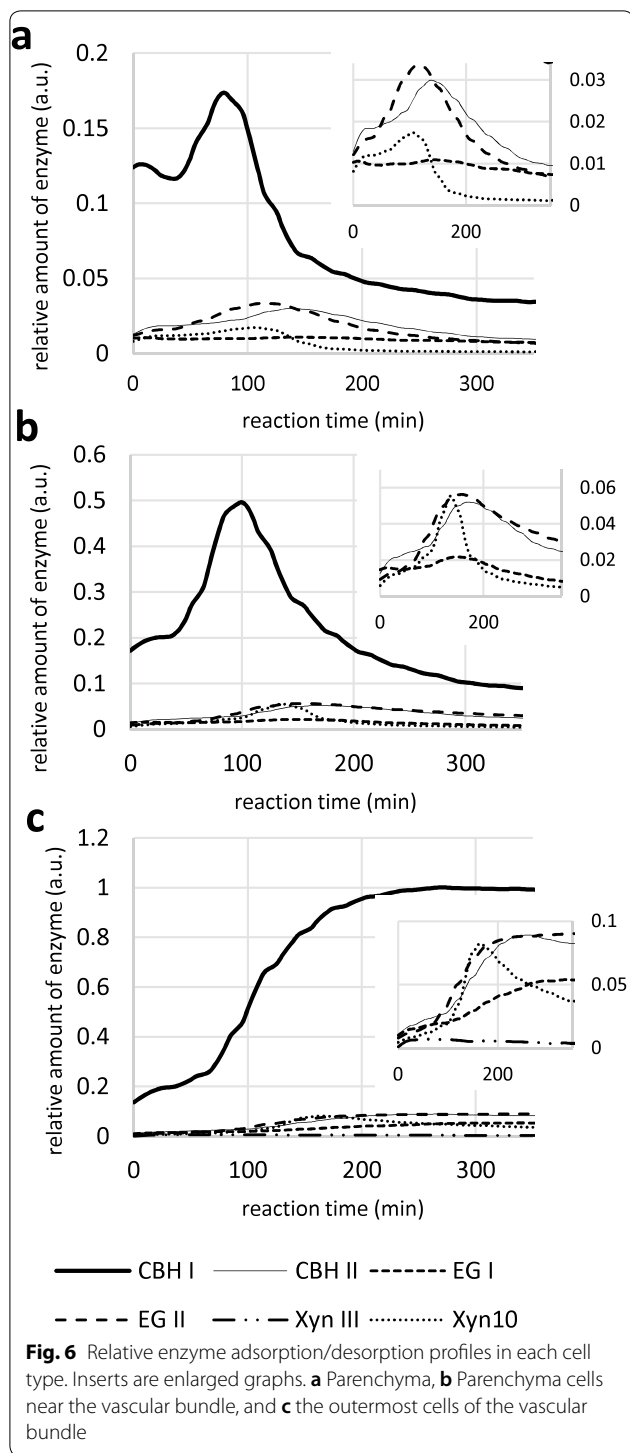 a
0.2
0.15
0.1
0.05
0
relative amount of enzyme (a.u.)
0.03
0.02
0.01
0
0 200
0 100 200 300
reaction time (min)
b
0.6
0.5
0.4
0.3
0.2
0.1
0
relative amount of enzyme (a.u.)
0.06
0.04
0.02
0
0 200
0 100 200 300
reaction time (min)
c
1.2
1
0.8
0.6
0.4
0.2
0
relative amount of enzyme (a.u.)
0.1
0.05
0
0 200
0 100 200 300
reaction time (min)
CBH I CBH II EG I
EG II Xyn III Xyn10
Fig. 6 Relative enzyme adsorption/desorption profiles in each cell
type. Inserts are enlarged graphs. a Parenchyma, b Parenchyma cells
near the vascular bundle, and c the outermost cells of the vascular
bundle